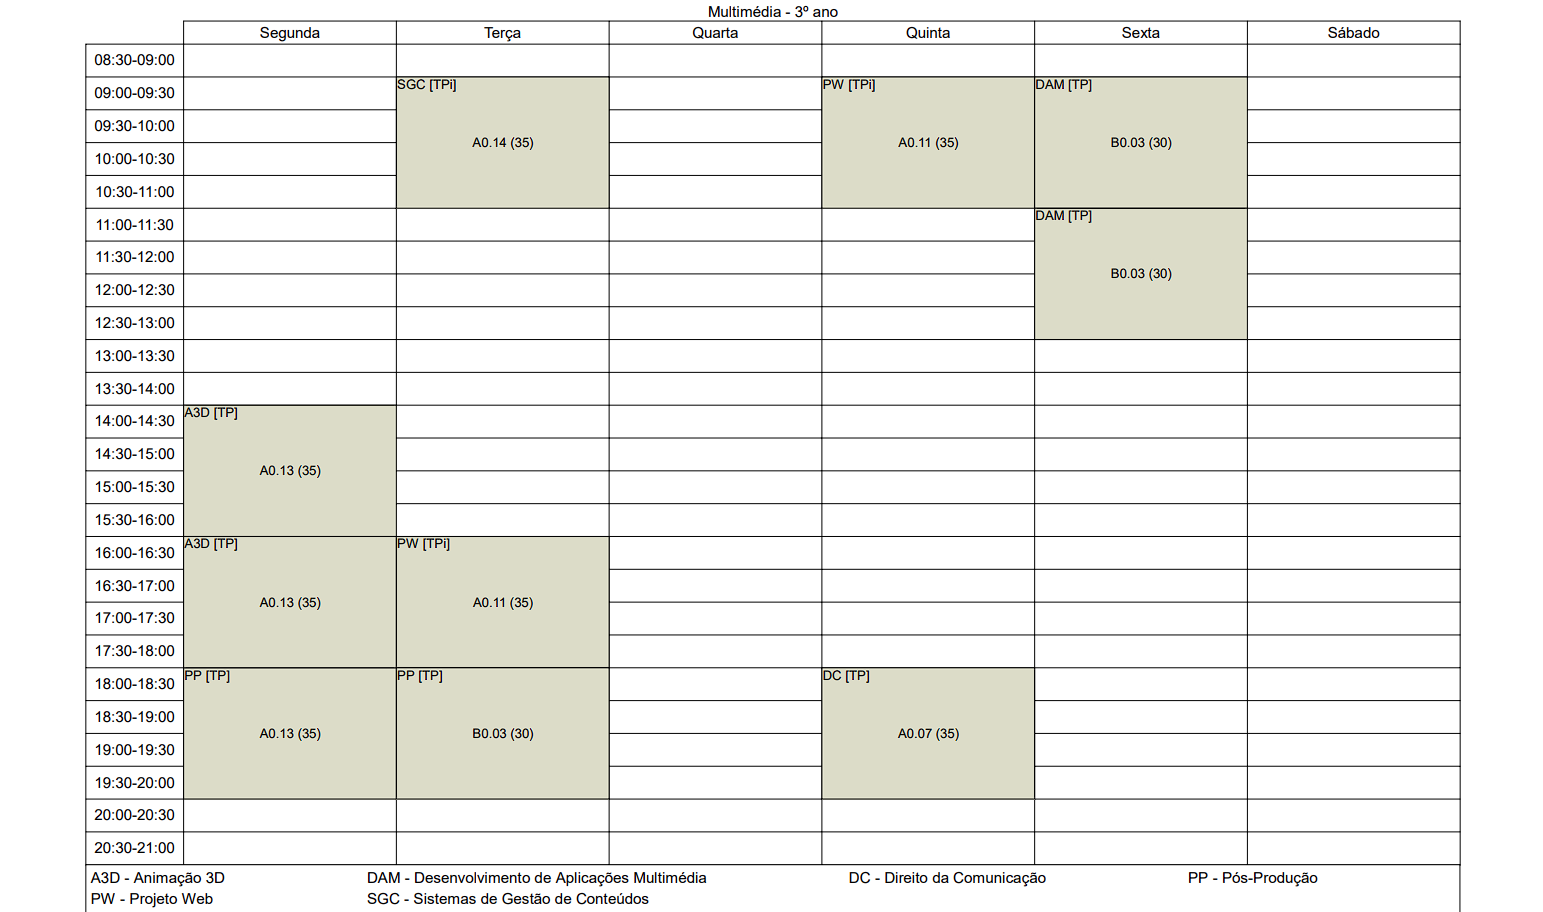 Multimédia - 3º ano
Segunda Terça Quarta Quinta Sexta Sábado
08:30-09:00
09:00-09:30 SGC [TPi] PW [TPi] DAM [TP]
09:30-10:00
A0.14 (35) A0.11 (35) B0.03 (30)
10:00-10:30
10:30-11:00
11:00-11:30 DAM [TP]
11:30-12:00
B0.03 (30)
12:00-12:30
12:30-13:00
13:00-13:30
13:30-14:00
14:00-14:30 A3D [TP]
14:30-15:00
A0.13 (35)
15:00-15:30
15:30-16:00
16:00-16:30 A3D [TP] PW [TPi]
16:30-17:00
A0.13 (35) A0.11 (35)
17:00-17:30
17:30-18:00
18:00-18:30 PP [TP] PP [TP] DC [TP]
18:30-19:00
A0.13 (35) B0.03 (30) A0.07 (35)
19:00-19:30
19:30-20:00
20:00-20:30
20:30-21:00
A3D - Animação 3D DAM - Desenvolvimento de Aplicações Multimédia DC - Direito da Comunicação PP - Pós-Produção
PW - Projeto Web SGC - Sistemas de Gestão de Conteúdos